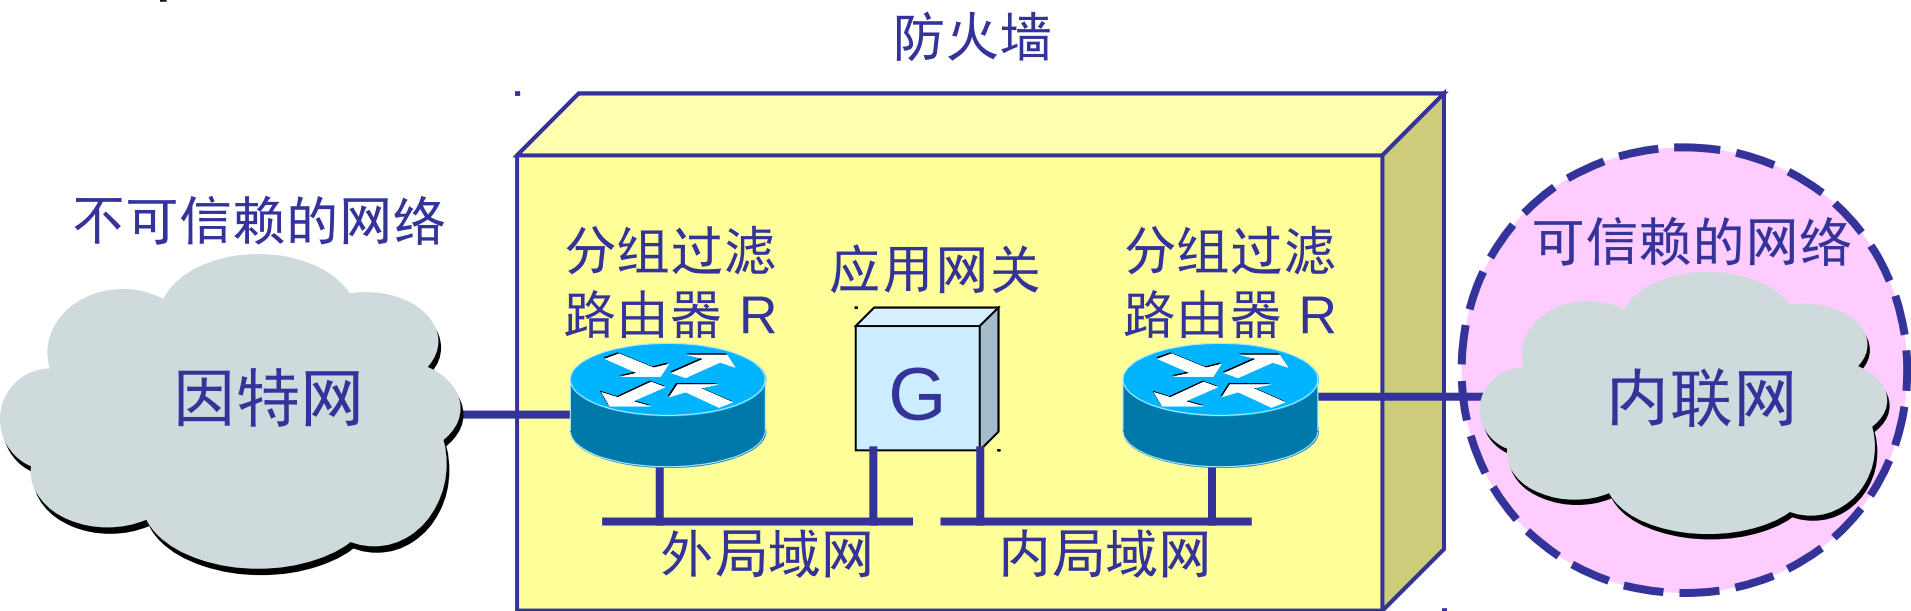 防火墙
不可信赖的网络
可信赖的网络
分组过滤
路由器 R
应用网关
分组过滤
路由器 R
G
因特网
内联网
外局域网
内局域网